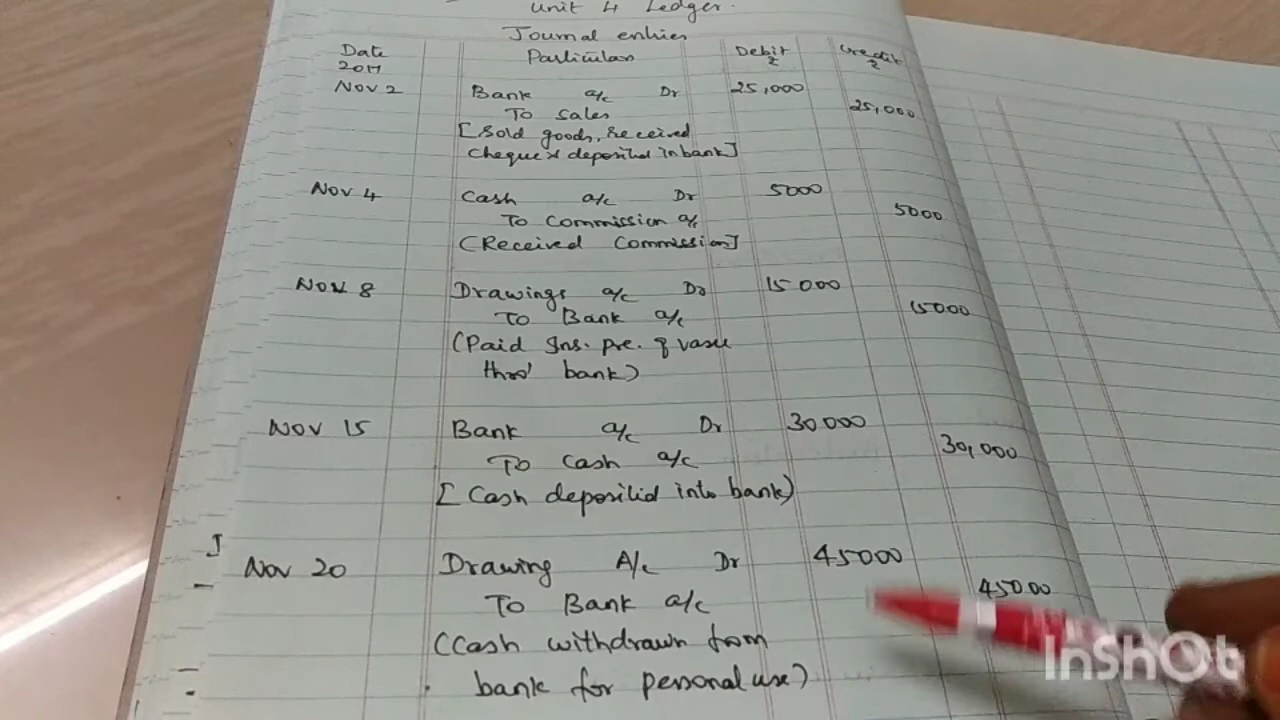 Unit 4 Ledger.
Journal entries
Date Particulars Debit ₹ Credit ₹
2017
Nov 2 Bank a/c Dr 25,000
To sales 25,000
[Sold goods, received
cheque & deposited in bank]
Nov 4 Cash a/c Dr 5000
To Commission a/c 5000
(Received Commission]
Nov 8 Drawings a/c Dr 15000
To Bank a/c 15000
(Paid Ins. pre. of
thro' bank)
Nov 15 Bank a/c Dr 30000
To Cash a/c 30,000
[Cash deposited into bank)
Nov 20 Drawing A/c Dr 45000
To Bank a/c 45000
(Cash withdrawn from
bank for personal use)
InShOt